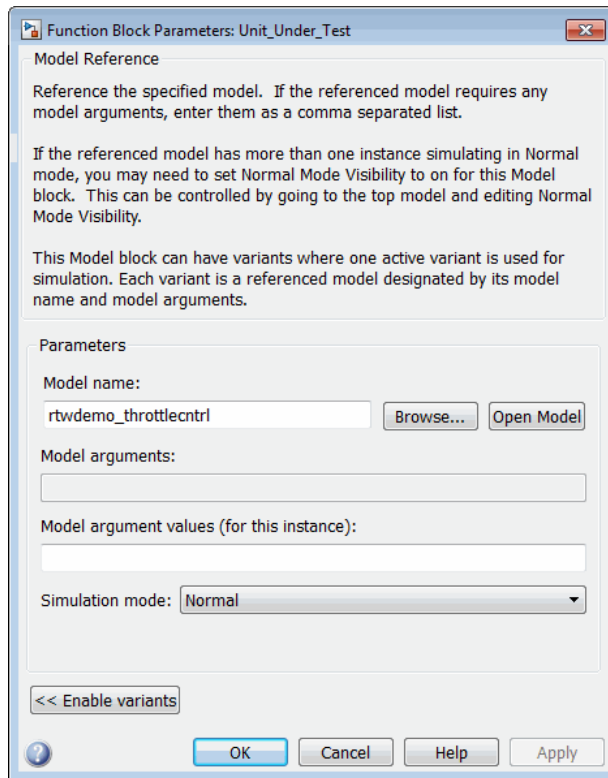 Function Block Parameters: Unit_Under_Test
Model Reference
Reference the specified model. If the referenced model requires any
model arguments, enter them as a comma separated list.
If the referenced model has more than one instance simulating in Normal
mode, you may need to set Normal Mode Visibility to on for this Model
block. This can be controlled by going to the top model and editing Normal
Mode Visibility.
This Model block can have variants where one active variant is used for
simulation. Each variant is a referenced model designated by its model
name and model arguments.
Parameters
Model name:
rtwdemo_throttlecntrl Browse... Open Model
Model arguments:
Model argument values (for this instance):
Simulation mode: Normal
<< Enable variants
? OK Cancel Help Apply